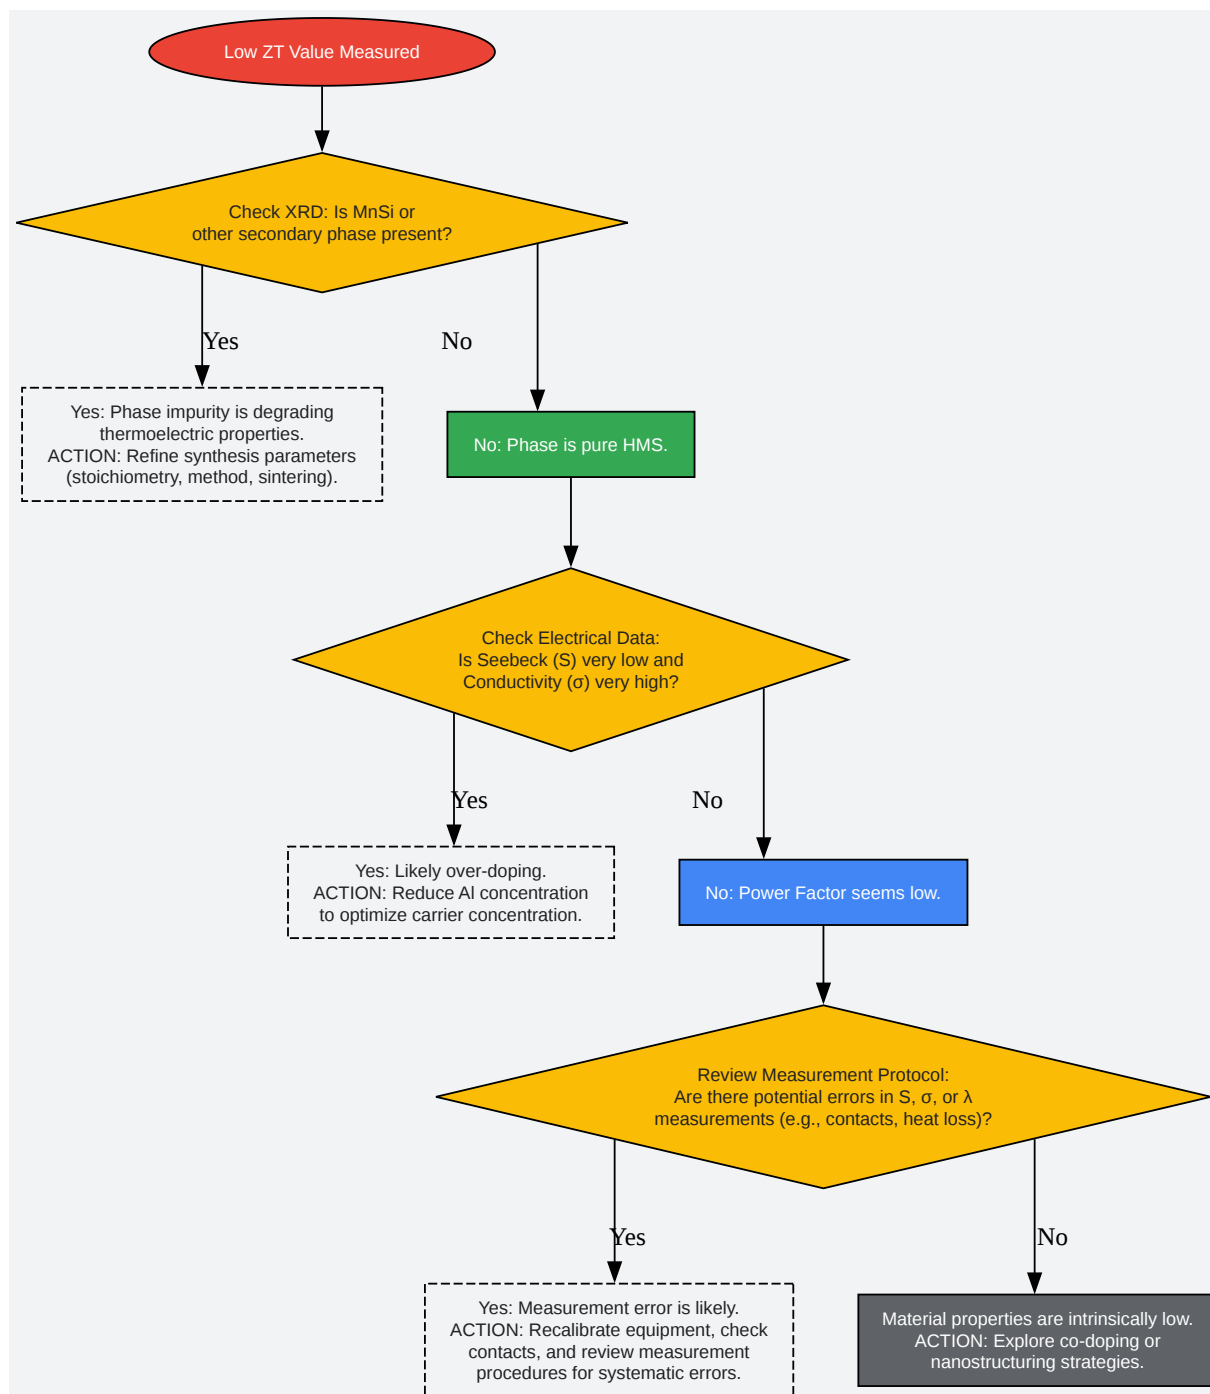 Low ZT Value Measured
Check XRD: Is MnSi or
other secondary phase present?
Yes
No
Yes: Phase impurity is degrading
thermoelectric properties.
ACTION: Refine synthesis parameters
(stoichiometry, method, sintering).
No: Phase is pure HMS.
Check Electrical Data:
Is Seebeck (S) very low and
Conductivity (σ) very high?
Yes
No
Yes: Likely over-doping.
ACTION: Reduce Al concentration
to optimize carrier concentration.
No: Power Factor seems low.
Review Measurement Protocol:
Are there potential errors in S, σ, or λ
measurements (e.g., contacts, heat loss)?
Yes
No
Yes: Measurement error is likely.
ACTION: Recalibrate equipment, check
contacts, and review measurement
procedures for systematic errors.
Material properties are intrinsically low.
ACTION: Explore co-doping or
nanostructuring strategies.